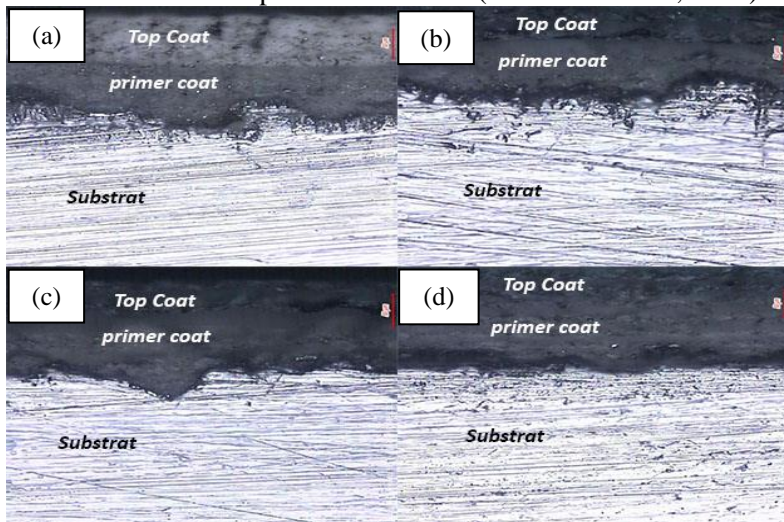 (a)
Top Coat
primer coat
Substrat
(b)
Top Coat
primer coat
Substrat
(c)
Top Coat
primer coat
Substrat
(d)
Top Coat
primer coat
Substrat